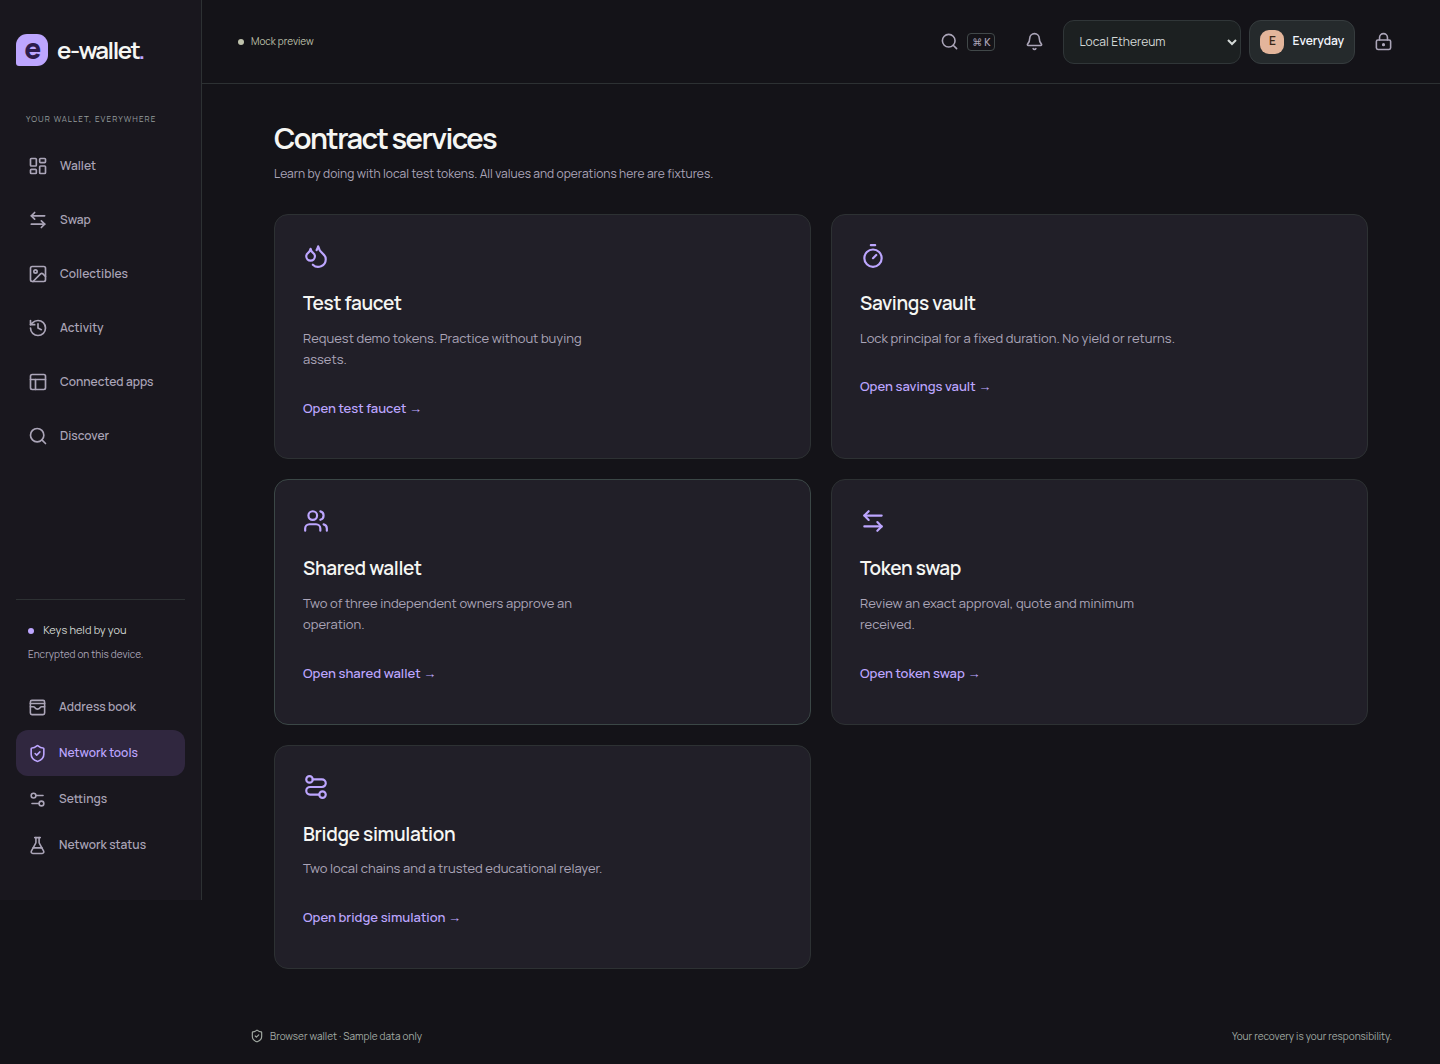 e e-wallet.
Mock preview
⌘ K
Local Ethereum
E Everyday
YOUR WALLET, EVERYWHERE
Wallet
Swap
Collectibles
Activity
Connected apps
Discover
Keys held by you
Encrypted on this device.
Address book
Network tools
Settings
Network status
Contract services
Learn by doing with local test tokens. All values and operations here are fixtures.
Test faucet
Request demo tokens. Practice without buying
assets.
Open test faucet →
Savings vault
Lock principal for a fixed duration. No yield or returns.
Open savings vault →
Shared wallet
Two of three independent owners approve an
operation.
Open shared wallet →
Token swap
Review an exact approval, quote and minimum
received.
Open token swap →
Bridge simulation
Two local chains and a trusted educational relayer.
Open bridge simulation →
Browser wallet · Sample data only
Your recovery is your responsibility.